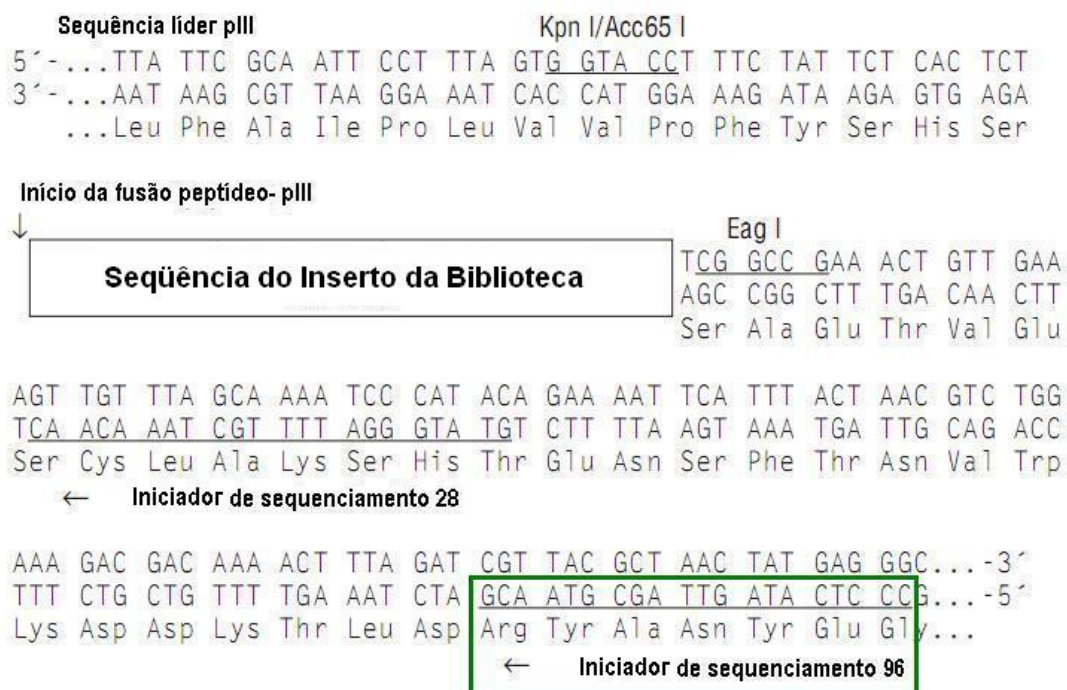 Sequência líder pIII
Kpn I/Acc65 I
5´-...TTA TTC GCA ATT CCT TTA GTG GTA CCT TTC TAT TCT CAC TCT
3´-...AAT AAG CGT TAA GGA AAT CAC CAT GGA AAG ATA AGA GTG AGA
...Leu Phe Ala Ile Pro Leu Val Val Pro Phe Tyr Ser His Ser
Início da fusão peptídeo- pIII
↓
Seqüência do Inserto da Biblioteca
Eag I
TCG GCC GAA ACT GTT GAA
AGC CGG CTT TGA CAA CTT
Ser Ala Glu Thr Val Glu
AGT TGT TTA GCA AAA TCC CAT ACA GAA AAT TCA TTT ACT AAC GTC TGG
TCA ACA AAT CGT TTT AGG GTA TGT CTT TTA AGT AAA TGA TTG CAG ACC
Ser Cys Leu Ala Lys Ser His Thr Glu Asn Ser Phe Thr Asn Val Trp
← Iniciador de sequenciamento 28
AAA GAC GAC AAA ACT TTA GAT CGT TAC GCT AAC TAT GAG GGC...-3´
TTT CTG CTG TTT TGA AAT CTA GCA ATG CGA TTG ATA CTC CCG...-5´
Lys Asp Asp Lys Thr Leu Asp Arg Tyr Ala Asn Tyr Glu Gly...
← Iniciador de sequenciamento 96